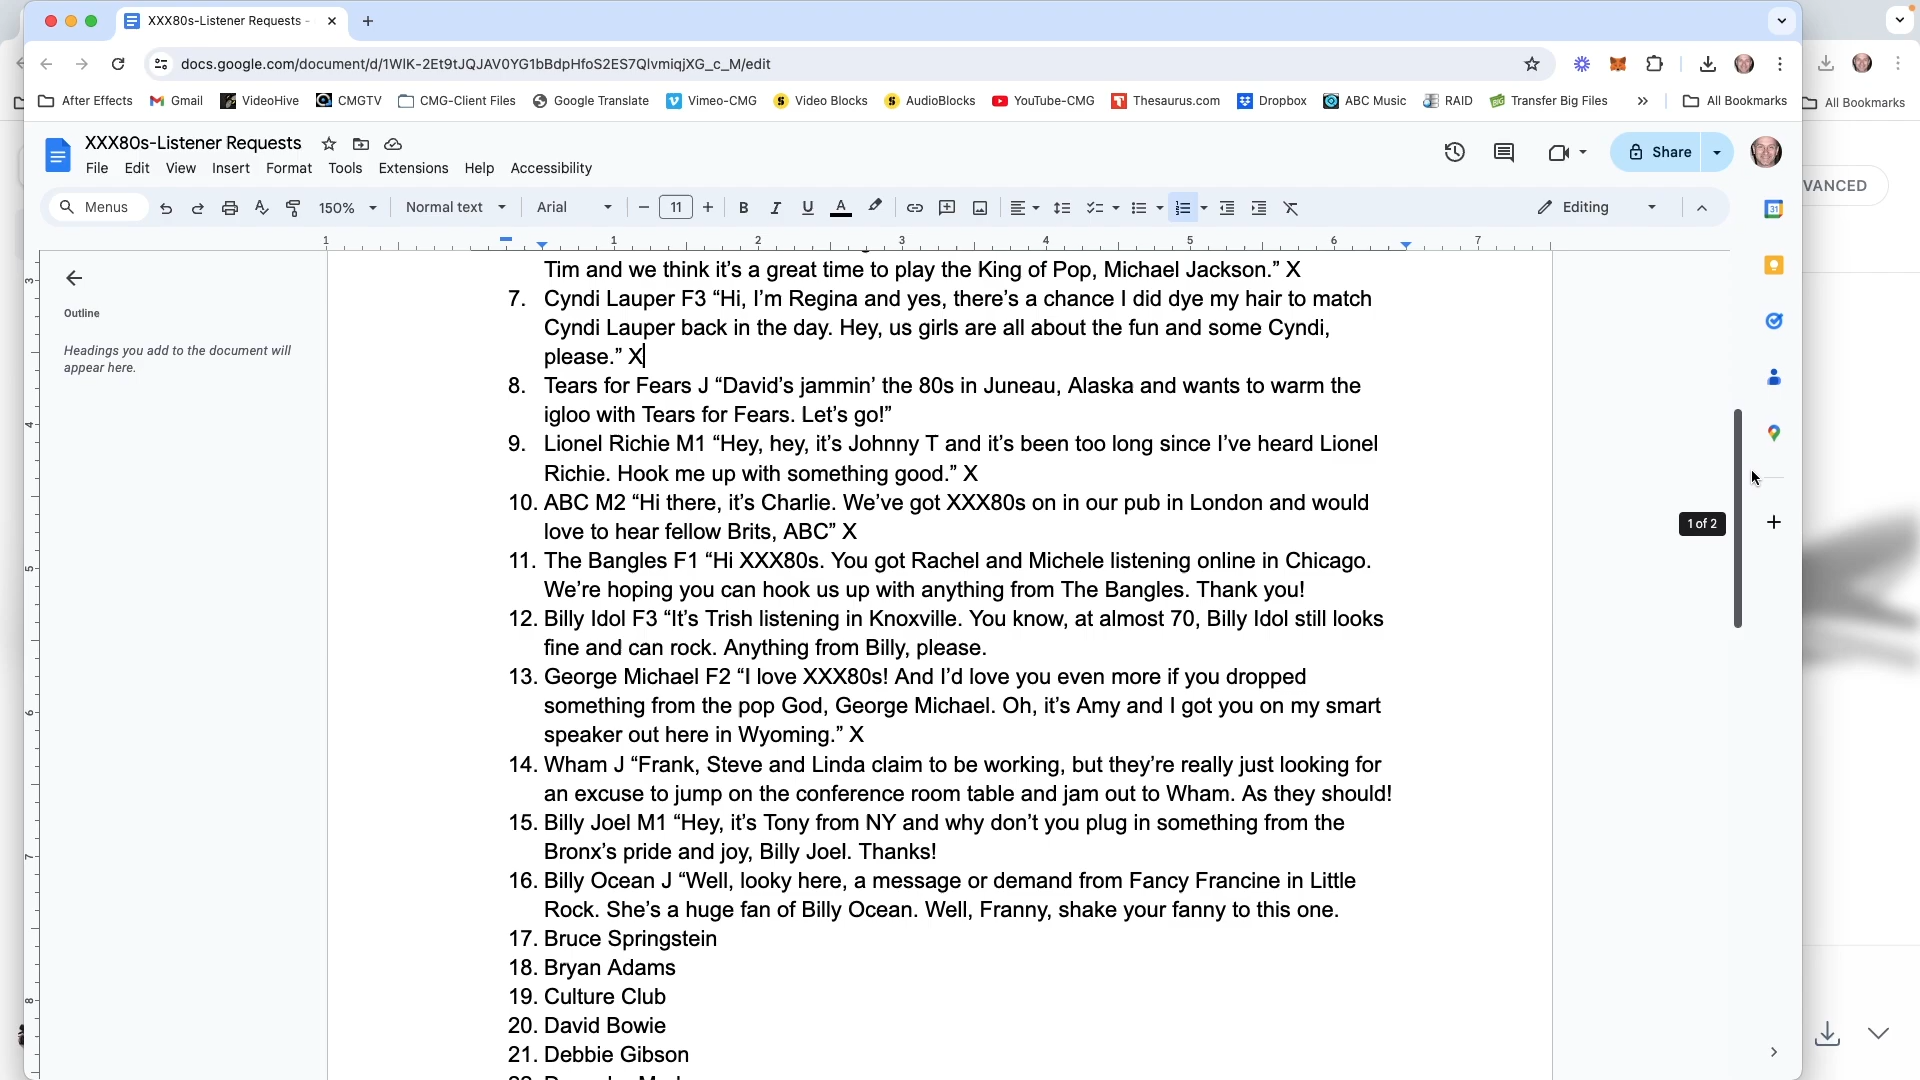 XXX80s-Listener Requests -
docs.google.com/document/d/1WIK-2Et9tJQJAV0YG1bBdpHfoS2ES7QlvmiqjXG_c_M/edit
After Effects Gmail VideoHive CMGTV CMG-Client Files Google Translate Vimeo-CMG Video Blocks AudioBlocks YouTube-CMG Thesaurus.com Dropbox ABC Music RAID Transfer Big Files » All Bookmarks All Bookmarks
XXX80s-Listener Requests
File Edit View Insert Format Tools Extensions Help Accessibility
Share
VANCED
Menus 150% Normal text Arial 11 Editing
1 1 2 3 4 5 6 7
Outline
Headings you add to the document will
appear here.
3
4
5
6
7
8
Tim and we think it’s a great time to play the King of Pop, Michael Jackson.” X
7. Cyndi Lauper F3 “Hi, I’m Regina and yes, there’s a chance I did dye my hair to match
Cyndi Lauper back in the day. Hey, us girls are all about the fun and some Cyndi,
please.” X
8. Tears for Fears J “David’s jammin’ the 80s in Juneau, Alaska and wants to warm the
igloo with Tears for Fears. Let’s go!”
9. Lionel Richie M1 “Hey, hey, it’s Johnny T and it’s been too long since I’ve heard Lionel
Richie. Hook me up with something good.” X
10. ABC M2 “Hi there, it’s Charlie. We’ve got XXX80s on in our pub in London and would
love to hear fellow Brits, ABC” X
1 of 2
11. The Bangles F1 “Hi XXX80s. You got Rachel and Michele listening online in Chicago.
We’re hoping you can hook us up with anything from The Bangles. Thank you!
12. Billy Idol F3 “It’s Trish listening in Knoxville. You know, at almost 70, Billy Idol still looks
fine and can rock. Anything from Billy, please.
13. George Michael F2 “I love XXX80s! And I’d love you even more if you dropped
something from the pop God, George Michael. Oh, it’s Amy and I got you on my smart
speaker out here in Wyoming.” X
14. Wham J “Frank, Steve and Linda claim to be working, but they’re really just looking for
an excuse to jump on the conference room table and jam out to Wham. As they should!
15. Billy Joel M1 “Hey, it’s Tony from NY and why don’t you plug in something from the
Bronx’s pride and joy, Billy Joel. Thanks!
16. Billy Ocean J “Well, looky here, a message or demand from Fancy Francine in Little
Rock. She’s a huge fan of Billy Ocean. Well, Franny, shake your fanny to this one.
17. Bruce Springstein
18. Bryan Adams
19. Culture Club
20. David Bowie
21. Debbie Gibson